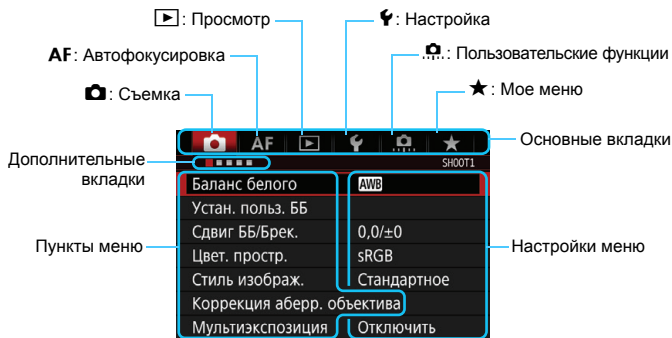 : Просмотр
: Настройка
AF: Автофокусировка
: Пользовательские функции
: Съемка
★: Мое меню
AF ★
Основные вкладки
Дополнительные
вкладки
SHOOT1
Баланс белого AWB
Устан. польз. ББ
Сдвиг ББ/Брек. 0,0/±0
Пункты меню
Цвет. простр. sRGB
Настройки меню
Стиль изображ. Стандартное
Коррекция аберр. объектива
Мультиэкспозиция Отключить